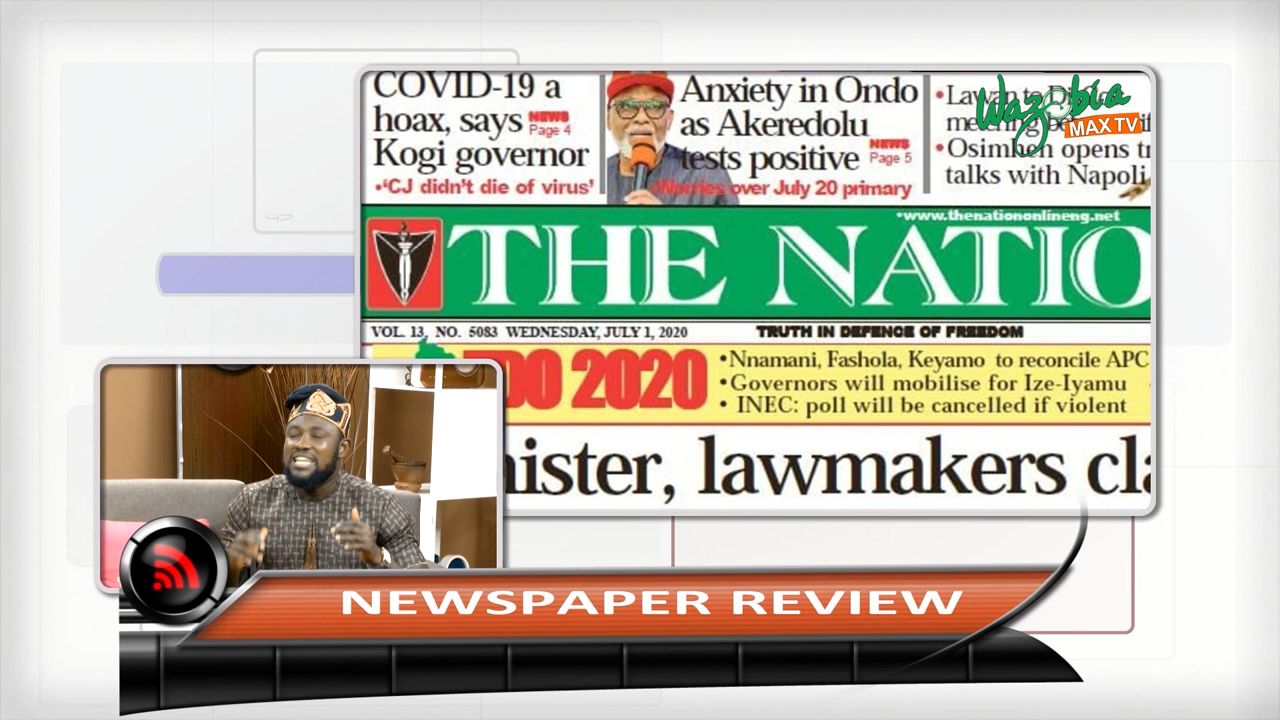 COVID-19 a
hoax, says
NEWS
Page 4
Kogi governor
•‘CJ didn’t die of virus’
Anxiety in Ondo
as Akeredolu
tests positive
NEWS
Page 5
Worries over July 20 primary
•Lawan to
•Osimhen opens
talks with Napoli
Wazobia
MAX TV
•www.thenationonlineng.net
THE NATIO
VOL. 13, NO. 5083 WEDNESDAY, JULY 1, 2020
TRUTH IN DEFENCE OF FREEDOM
DO 2020
•Nnamani, Fashola, Keyamo to reconcile APC
•Governors will mobilise for Ize-Iyamu
• INEC: poll will be cancelled if violent
nister, lawmakers cla
NEWSPAPER REVIEW